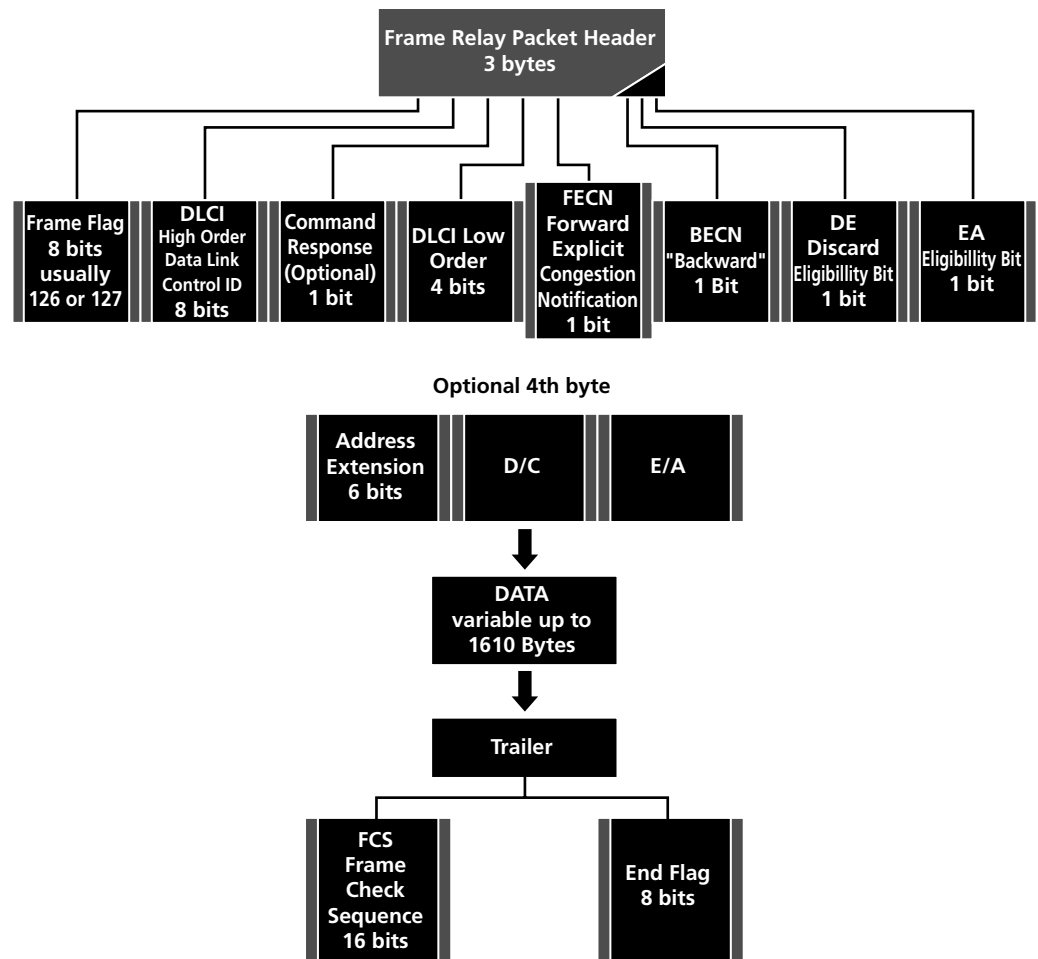 Frame Relay Packet Header
3 bytes
Frame Flag
8 bits
usually
126 or 127
DLCI
High Order
Data Link
Control ID
8 bits
Command
Response
(Optional)
1 bit
DLCI Low
Order
4 bits
FECN
Forward
Explicit
Congestion
Notification
1 bit
BECN
"Backward"
1 Bit
DE
Discard
Eligibillity Bit
1 bit
EA
Eligibillity Bit
1 bit
Optional 4th byte
Address
Extension
6 bits
D/C
E/A
DATA
variable up to
1610 Bytes
Trailer
FCS
Frame
Check
Sequence
16 bits
End Flag
8 bits